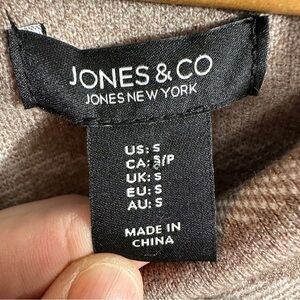 JONES & CO
JONES NEW YORK
US: S
CA: S/P
UK: S
EU: S
AU: S
MADE IN
CHINA